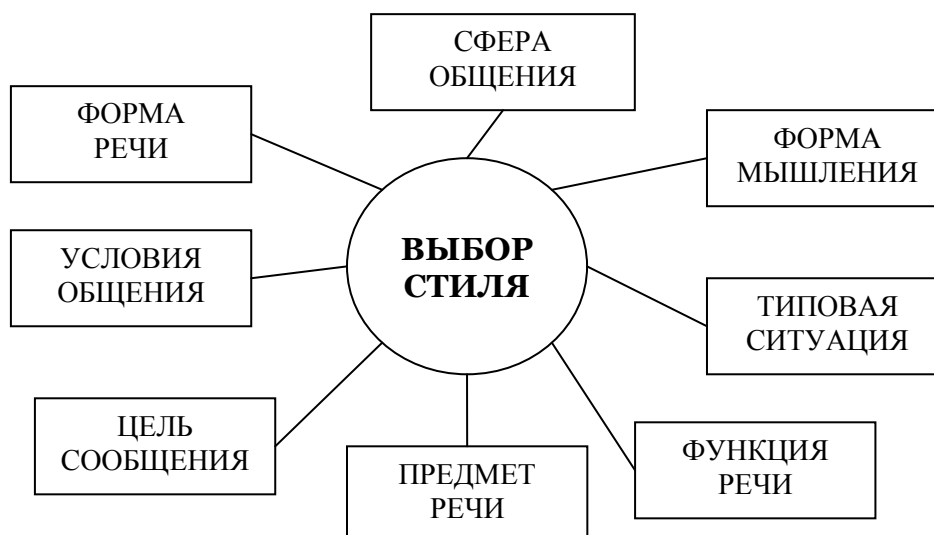 СФЕРА
ОБЩЕНИЯ
ФОРМА
РЕЧИ
ФОРМА
МЫШЛЕНИЯ
ВЫБОР
СТИЛЯ
УСЛОВИЯ
ОБЩЕНИЯ
ТИПОВАЯ
СИТУАЦИЯ
ЦЕЛЬ
СООБЩЕНИЯ
ПРЕДМЕТ
РЕЧИ
ФУНКЦИЯ
РЕЧИ